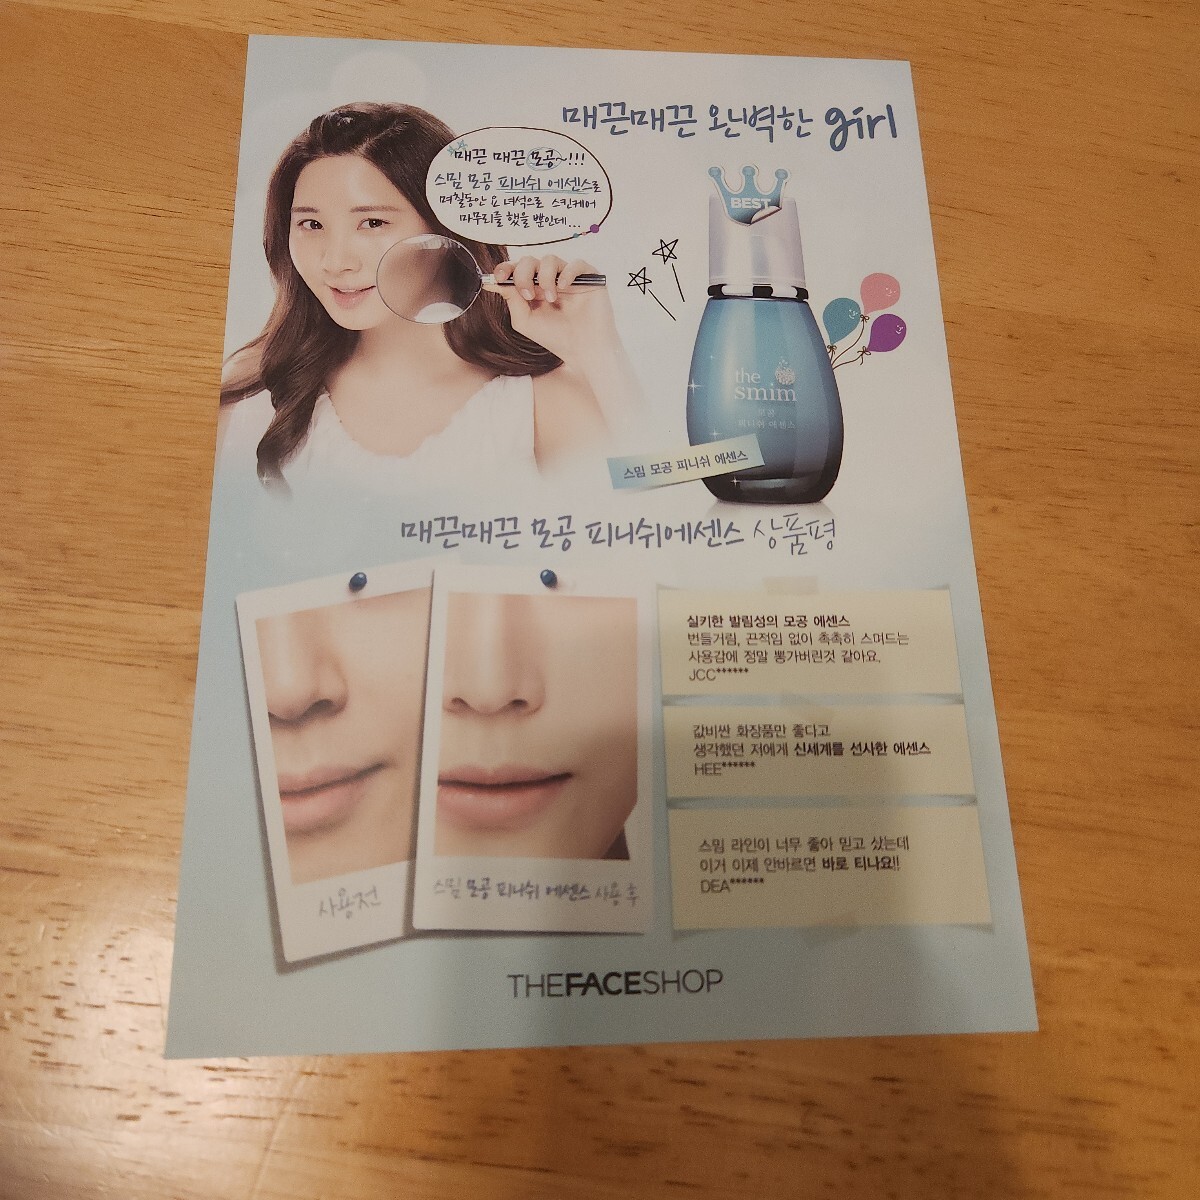 매끈매끈 완벽한 girl
매끈 매끈 모공~!!!
스밈 모공 피니쉬 에센스로
며칠동안 요 녀석으로 스킨케어
마무리를 했을 뿐인데...
BEST
the
smim
모공
피니쉬 에센스
스밈 모공 피니쉬 에센스
매끈매끈 모공 피니쉬에센스 상품평
실키한 발림성의 모공 에센스
번들거림, 끈적임 없이 촉촉히 스며드는
사용감에 정말 뿅가버린것 같아요.
JCC******
값비싼 화장품만 좋다고
생각했던 저에게 신세계를 선사한 에센스
HEE******
스밈 라인이 너무 좋아 믿고 샀는데
이거 이제 안바르면 바로 티나요!!
DEA******
사용전
스밈 모공 피니쉬 에센스 사용 후
THEFACESHOP